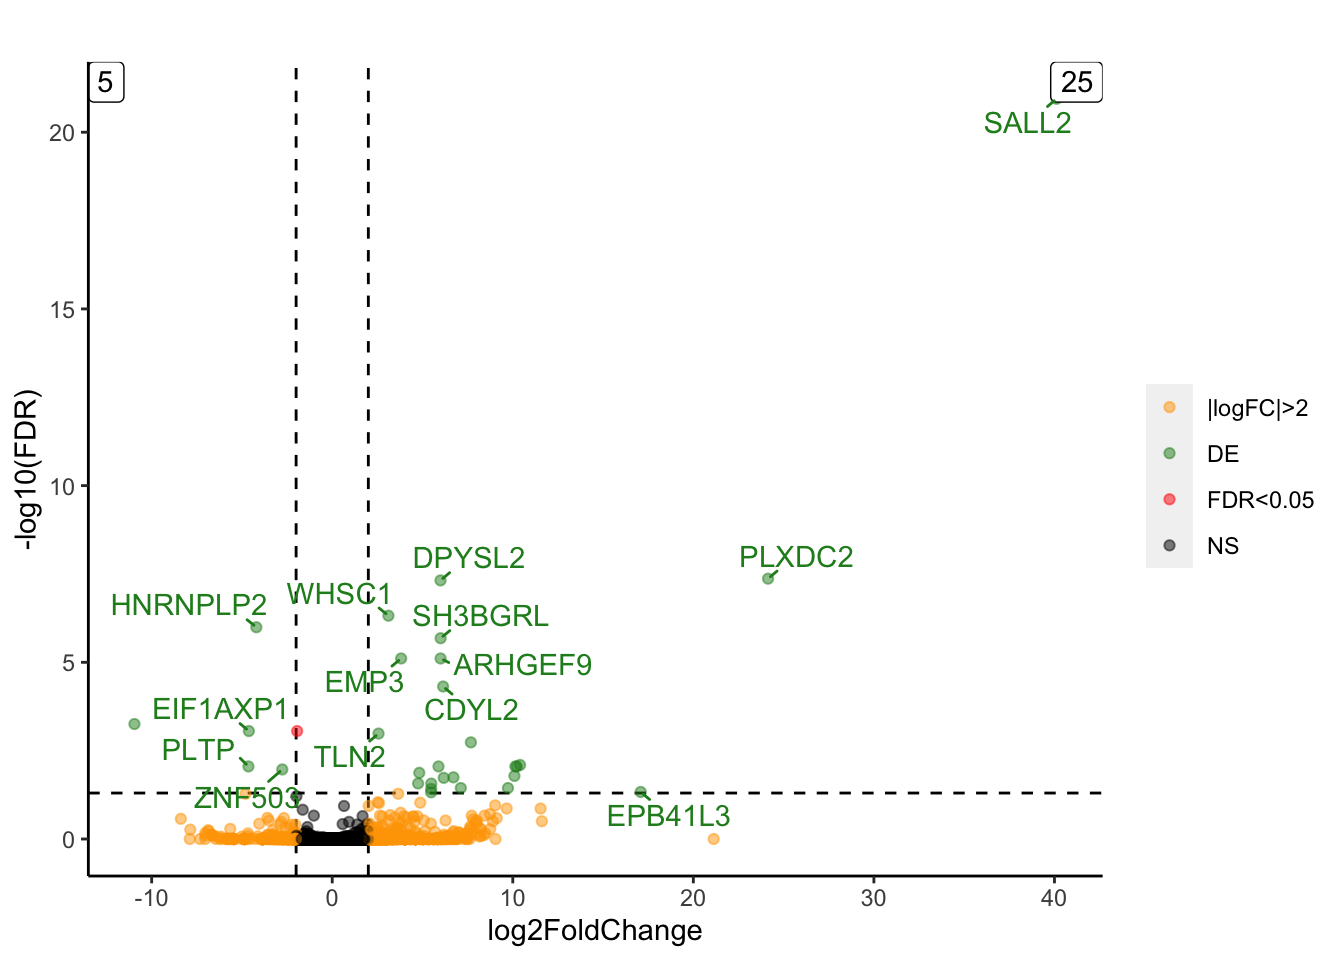 5
25
SALL2
20
15
10
5
0
-log10(FDR)
DPYSL2
PLXDC2
WHSC1
HNRNPLP2
SH3BGRL
ARHGEF9
EMP3
EIF1AXP1
CDYL2
PLTP
TLN2
ZNF503
EPB41L3
-10
0
10
20
30
40
log2FoldChange
|logFC|>2
DE
FDR<0.05
NS